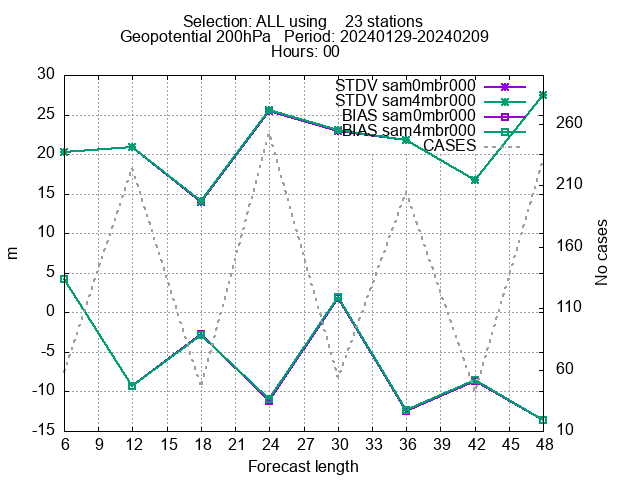 Selection: ALL using 23 stations
Geopotential 200hPa Period: 20240129-20240209
Hours: 00
30
25
20
15
10
5
0
-5
-10
-15
m
STDV sam0mbr000
STDV sam4mbr000
BIAS sam0mbr000
BIAS sam4mbr000
CASES
260
210
160
110
60
10
No cases
6 9 12 15 18 21 24 27 30 33 36 39 42 45 48
Forecast length